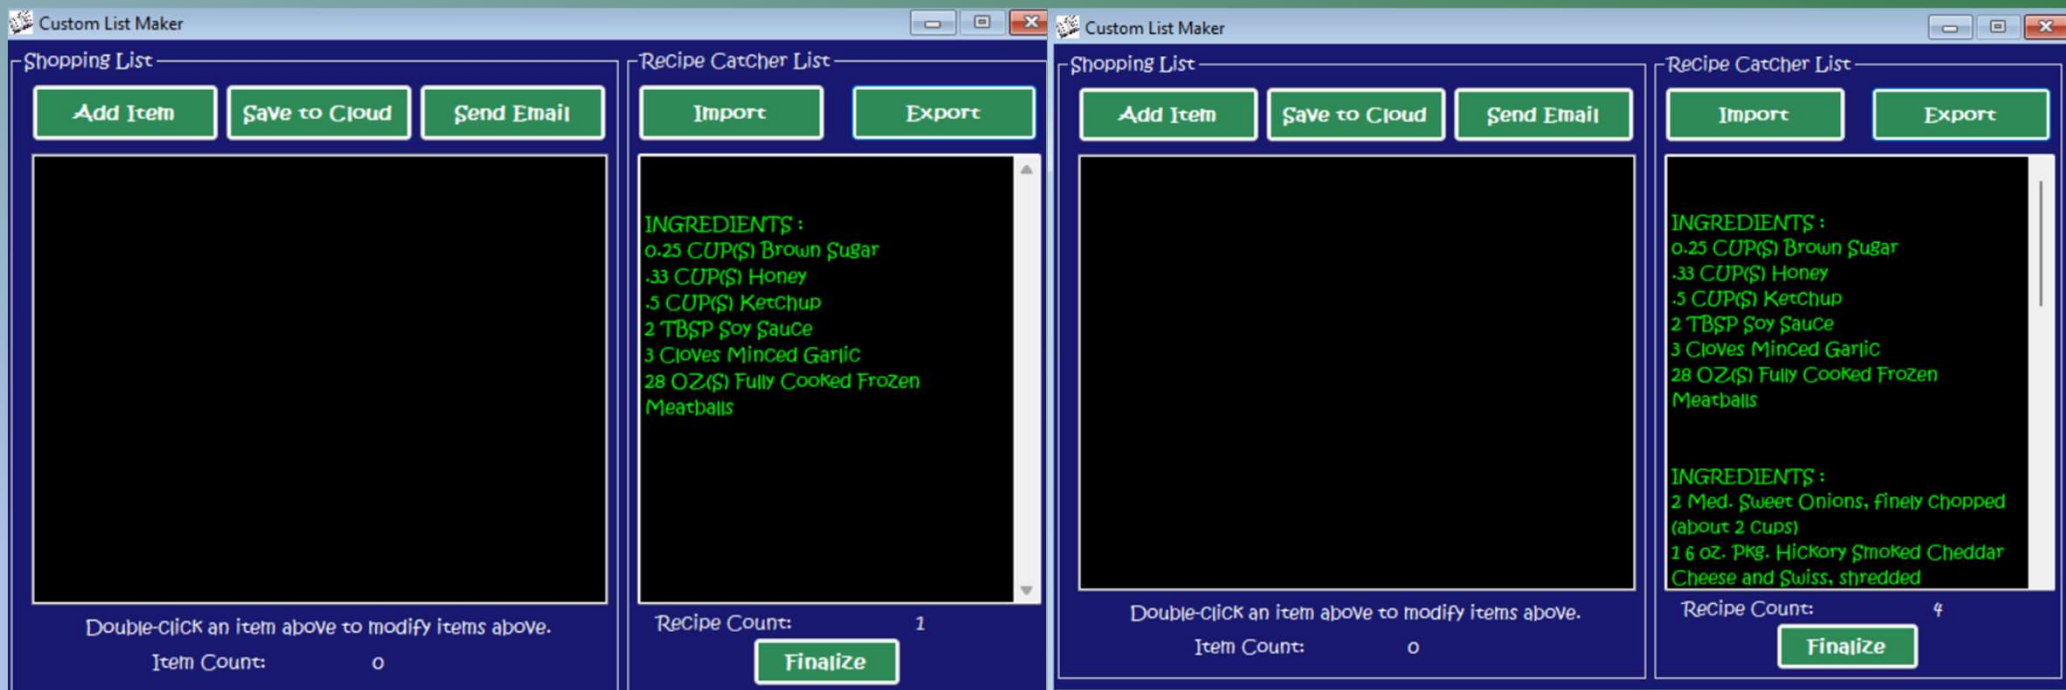 Custom List Maker
Shopping List
Add Item
Save to Cloud
Send Email
Double-Click an item above to modify items above.
Item Count: 0
Recipe Catcher List
Import
Export
INGREDIENTS :
0.25 CUP(S) Brown Sugar
.33 CUP(S) Honey
.5 CUP(S) Ketchup
2 TBSP Soy Sauce
3 Cloves Minced Garlic
28 OZ(S) Fully Cooked Frozen
Meatballs
Recipe Count: 1
Finalize
Custom List Maker
Shopping List
Add Item
Save to Cloud
Send Email
Double-Click an item above to modify items above.
Item Count: 0
Recipe Catcher List
Import
Export
INGREDIENTS :
0.25 CUP(S) Brown Sugar
.33 CUP(S) Honey
.5 CUP(S) Ketchup
2 TBSP Soy Sauce
3 Cloves Minced Garlic
28 OZ(S) Fully Cooked Frozen
Meatballs
INGREDIENTS :
2 Med. Sweet Onions, finely chopped
(about 2 Cups)
1 6 oz. Pkg. Hickory Smoked Cheddar
Cheese and Swiss, shredded
Recipe Count: 4
Finalize